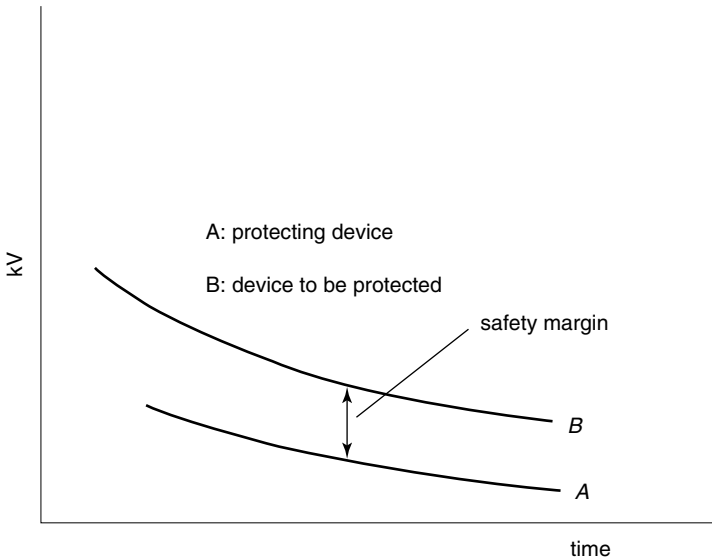 A: protecting device
kV
B: device to be protected
safety margin
B
A
time